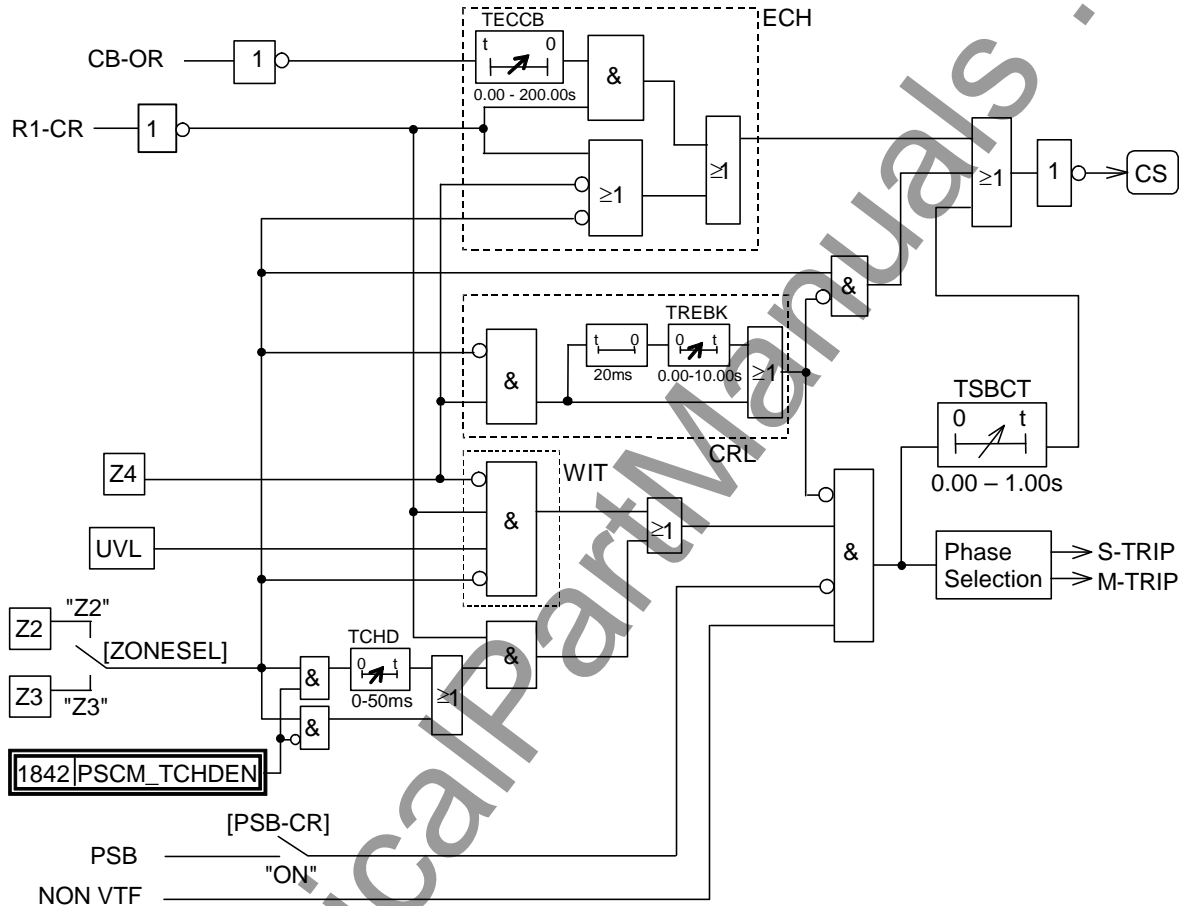 TECCB
ECH
t 0
CB-OR
1
&
0.00 - 200.00s
R1-CR
1
≥1
≥1
≥1
1
CS
&
TREBK
t 0
0 t
&
20ms
0.00-10.00s
≥1
TSBCT
0 t
CRL
0.00 – 1.00s
Z4
WIT
&
≥1
UVL
&
Phase
Selection
S-TRIP
M-TRIP
"Z2"
Z2
[ZONESEL]
TCHD
&
0 t
&
Z3
"Z3"
0-50ms
≥1
&
1842 PSCM_TCHDEN
[PSB-CR]
PSB
"ON"
NON VTF
icalPartManuals .